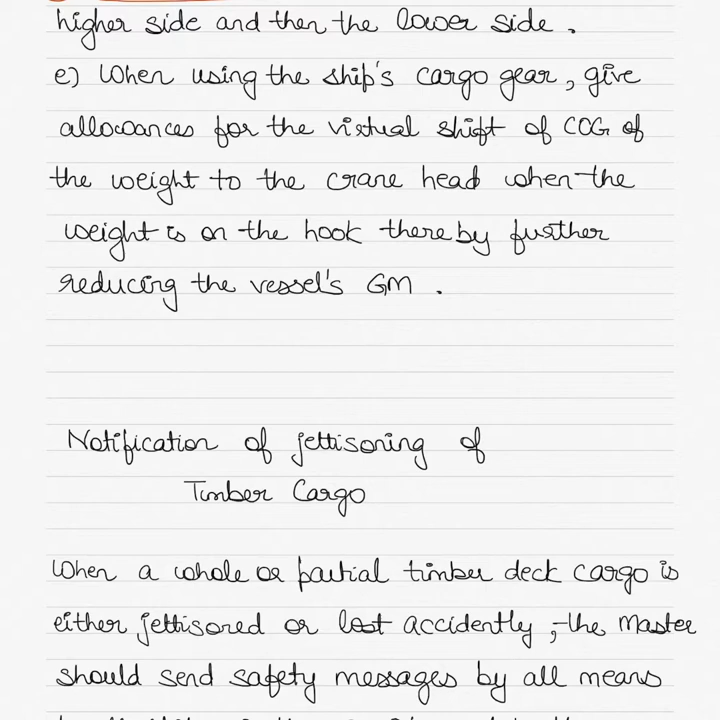 higher side and then the lower side .
e) When using the ship's cargo gear, give
allowances for the virtual shift of COG of
the weight to the crane head when the
weight is on the hook thereby further
reducing the vessel's GM .
Notification of jettisoning of
Timber Cargo
When a whole or partial timber deck cargo is
either jettisored or lost accidently, the Master
should send safety messages by all means